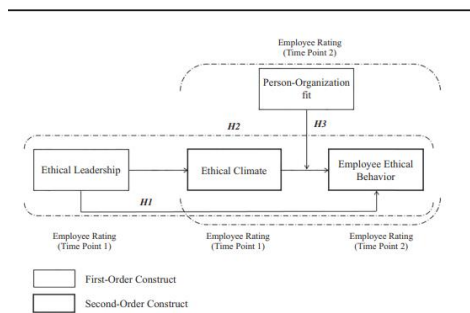 Employee Rating
(Time Point 2)
Person-Organization
fit
H2
H3
Ethical Leadership
Ethical Climate
Employee Ethical
Behavior
H1
Employee Rating
(Time Point 1)
Employee Rating
(Time Point 1)
Employee Rating
(Time Point 2)
First-Order Construct
Second-Order Construct